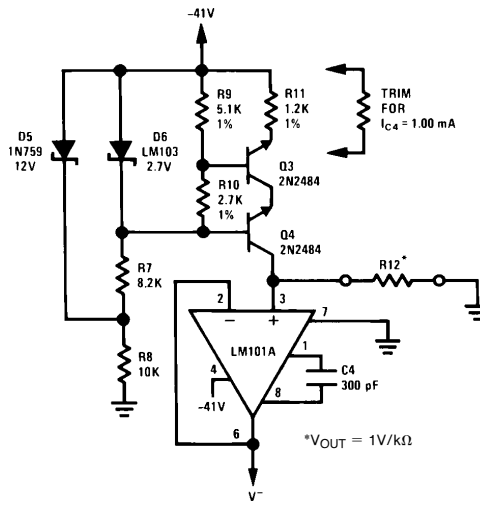 −41V
R9
5.1K
1%
R11
1.2K
1%
TRIM
FOR
IC4 = 1.00 mA
D5
1N759
12V
D6
LM103
2.7V
Q3
2N2484
R10
2.7K
1%
Q4
2N2484
R7
8.2K
R12*
2
3
7
−
+
LM101A
1
4
8
C4
300 pF
−41V
R8
10K
6
*VOUT = 1V/kΩ
V−